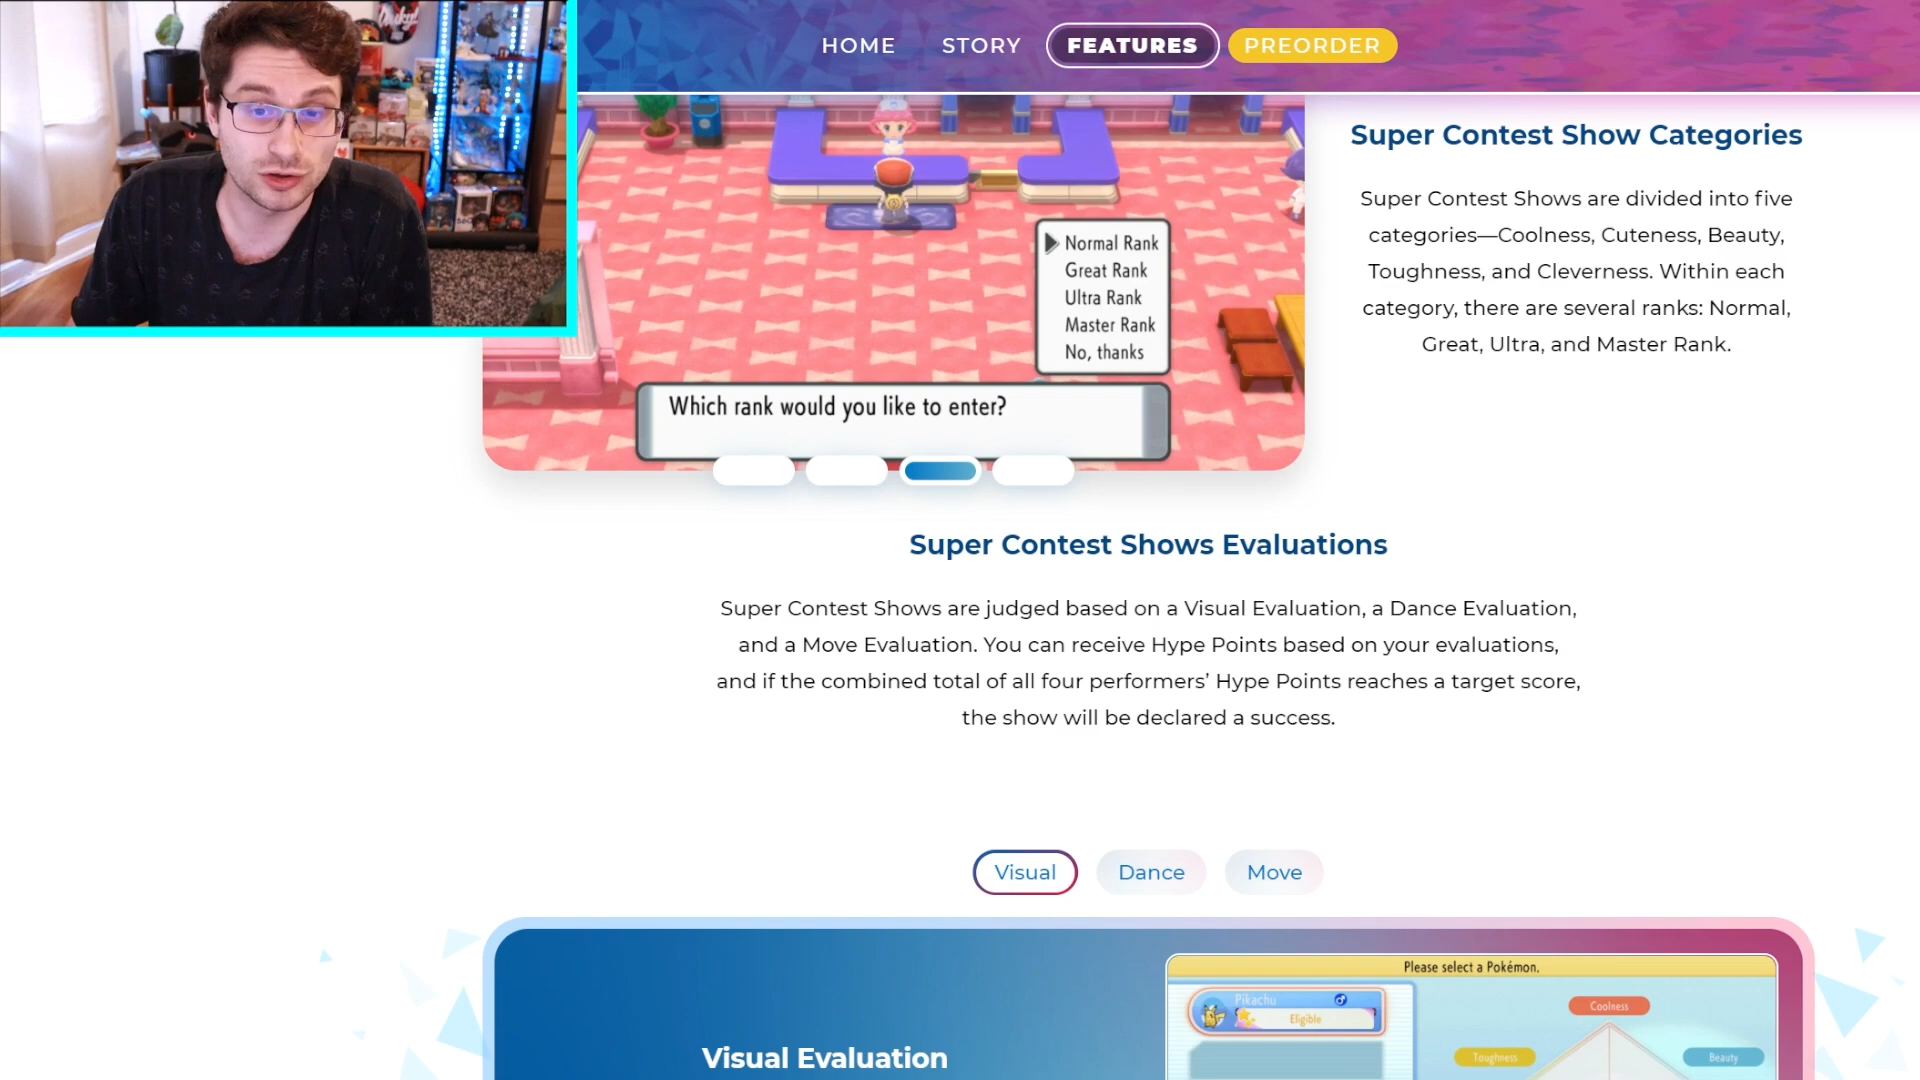 HOME
STORY
FEATURES
PREORDER
Super Contest Show Categories
Super Contest Shows are divided into five
categories—Coolness, Cuteness, Beauty,
Toughness, and Cleverness. Within each
category, there are several ranks: Normal,
Great, Ultra, and Master Rank.
Normal Rank
Great Rank
Ultra Rank
Master Rank
No, thanks
Which rank would you like to enter?
Super Contest Shows Evaluations
Super Contest Shows are judged based on a Visual Evaluation, a Dance Evaluation,
and a Move Evaluation. You can receive Hype Points based on your evaluations,
and if the combined total of all four performers’ Hype Points reaches a target score,
the show will be declared a success.
Visual
Dance
Move
Visual Evaluation
Please select a Pokémon.
Pikachu
Eligible
Coolness
Toughness
Beauty